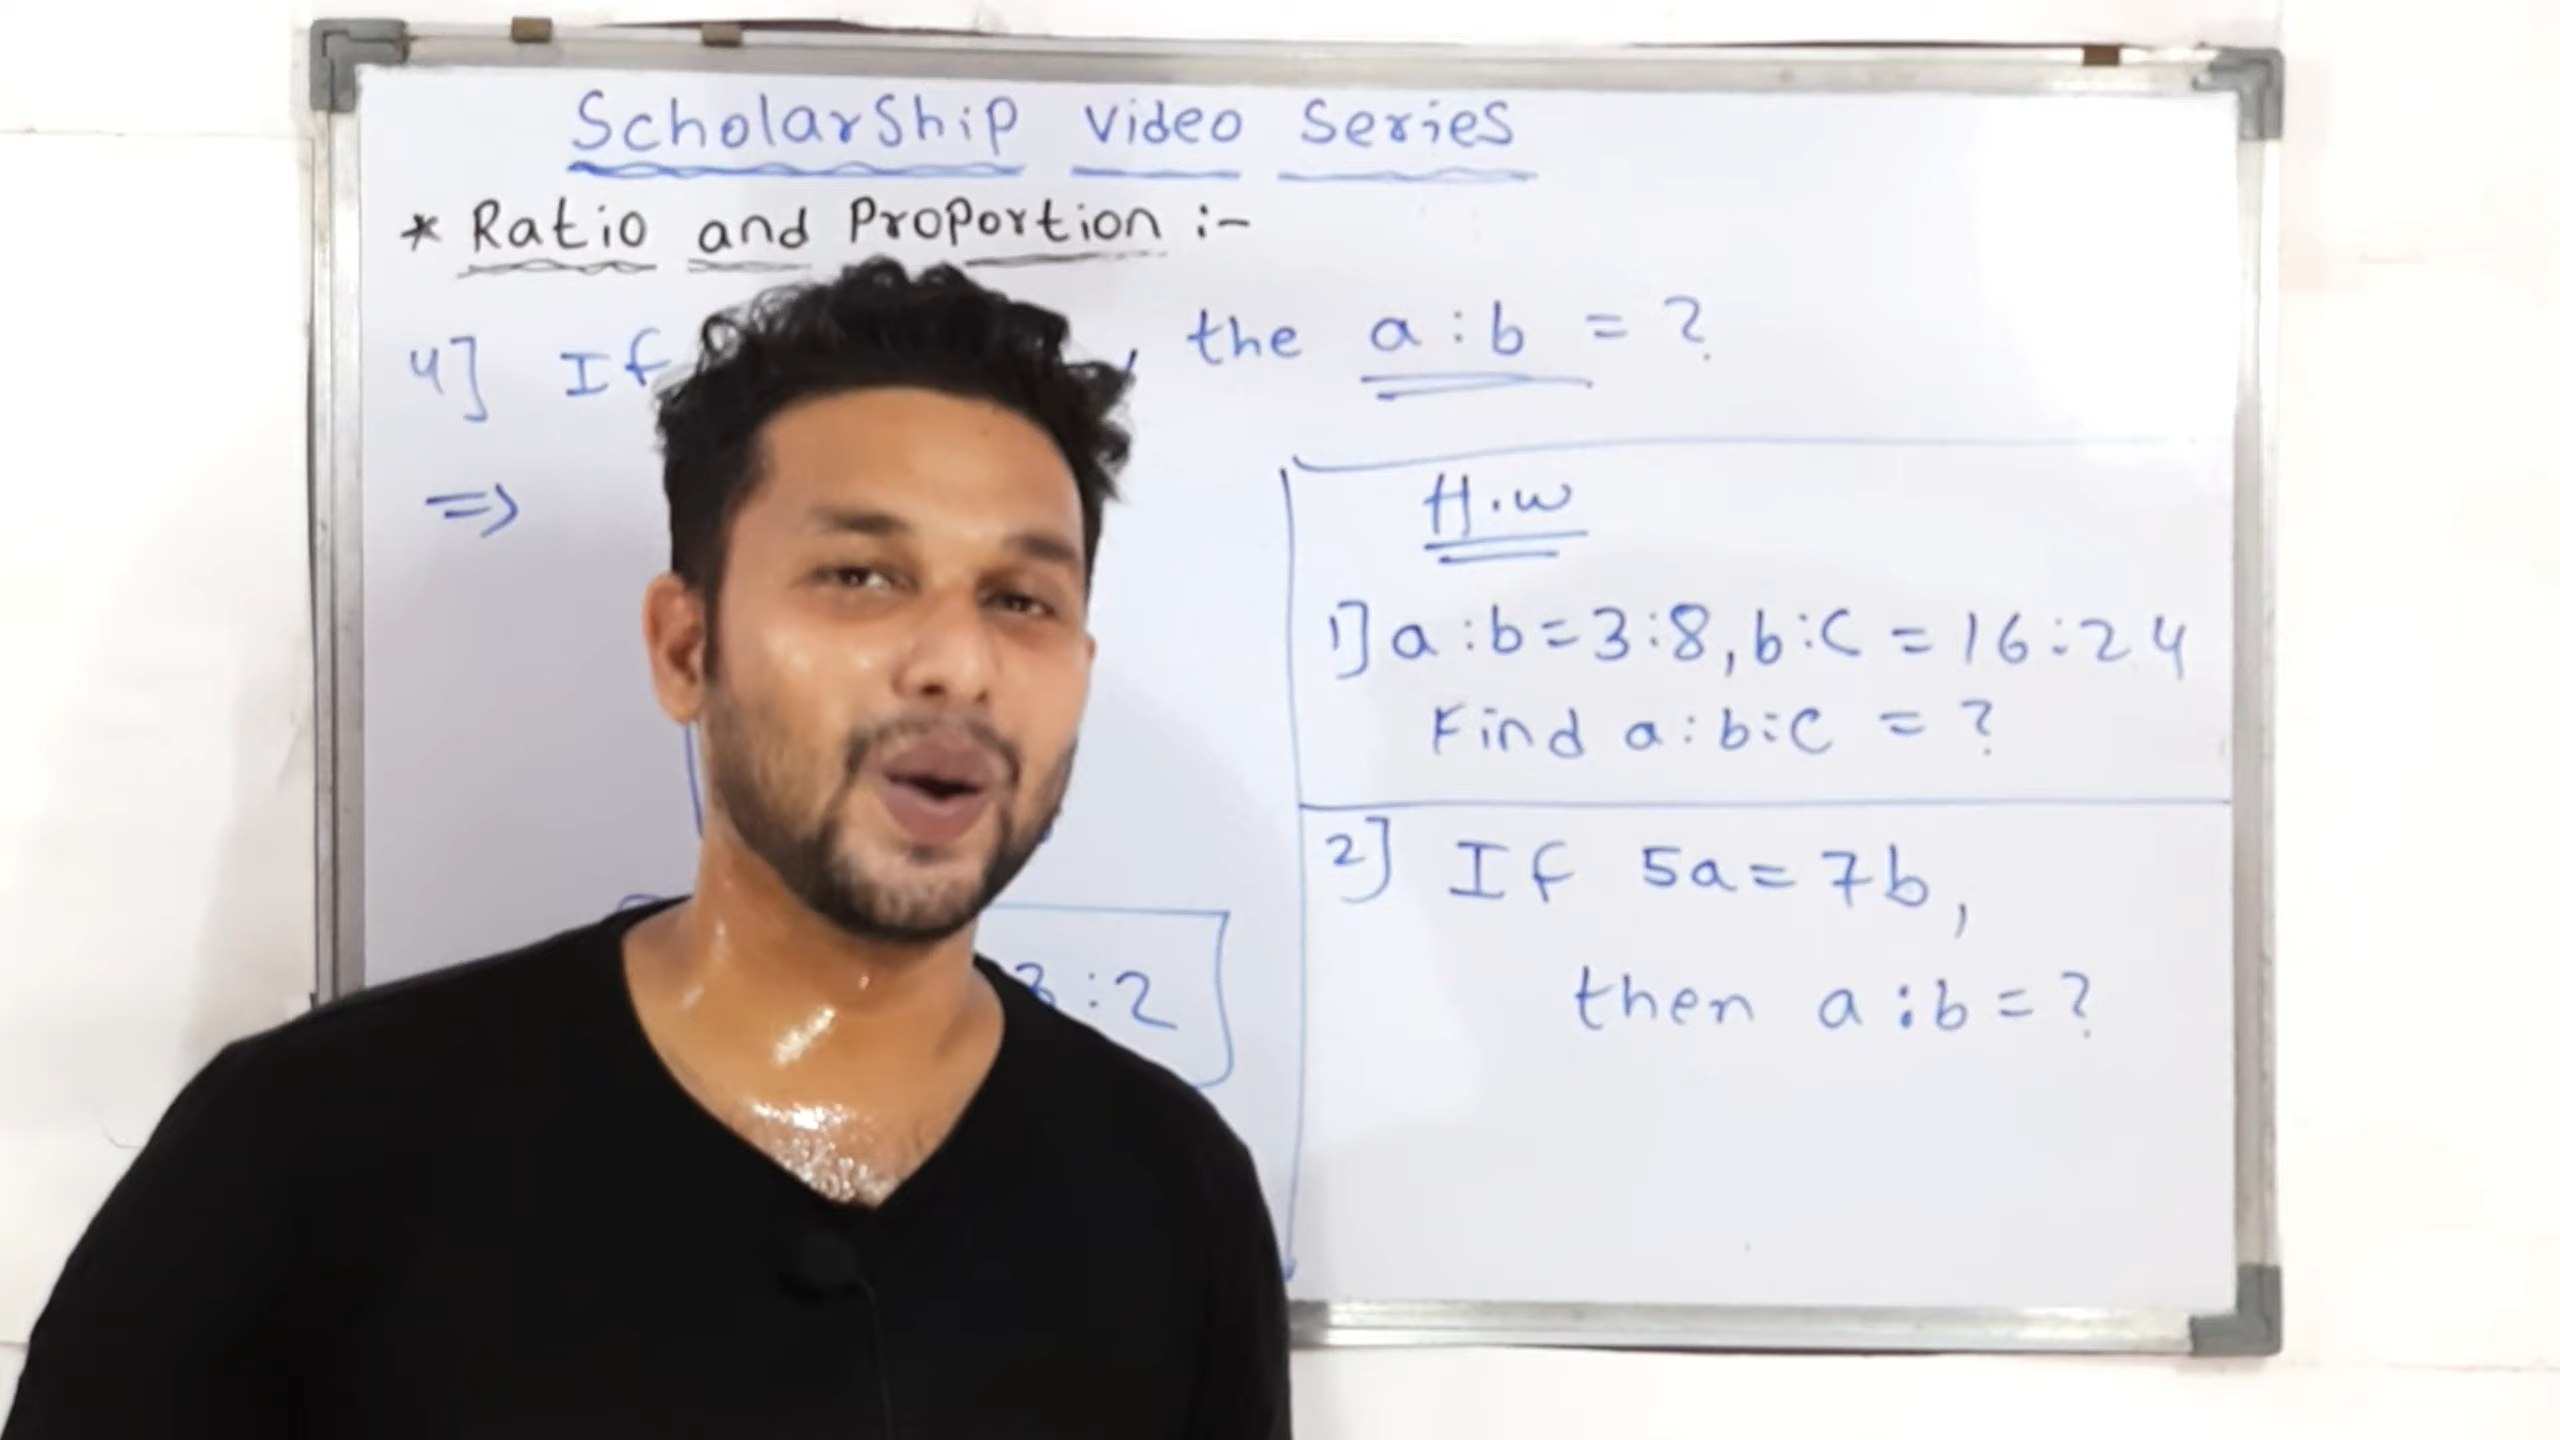 Scholarship video Series
* Ratio and Proportion :-
4] If , the a : b = ?
=>
3 : 2
H.W
1] a : b = 3 : 8, b : c = 16 : 24
Find a : b : c = ?
2] If 5a = 7b,
then a : b = ?